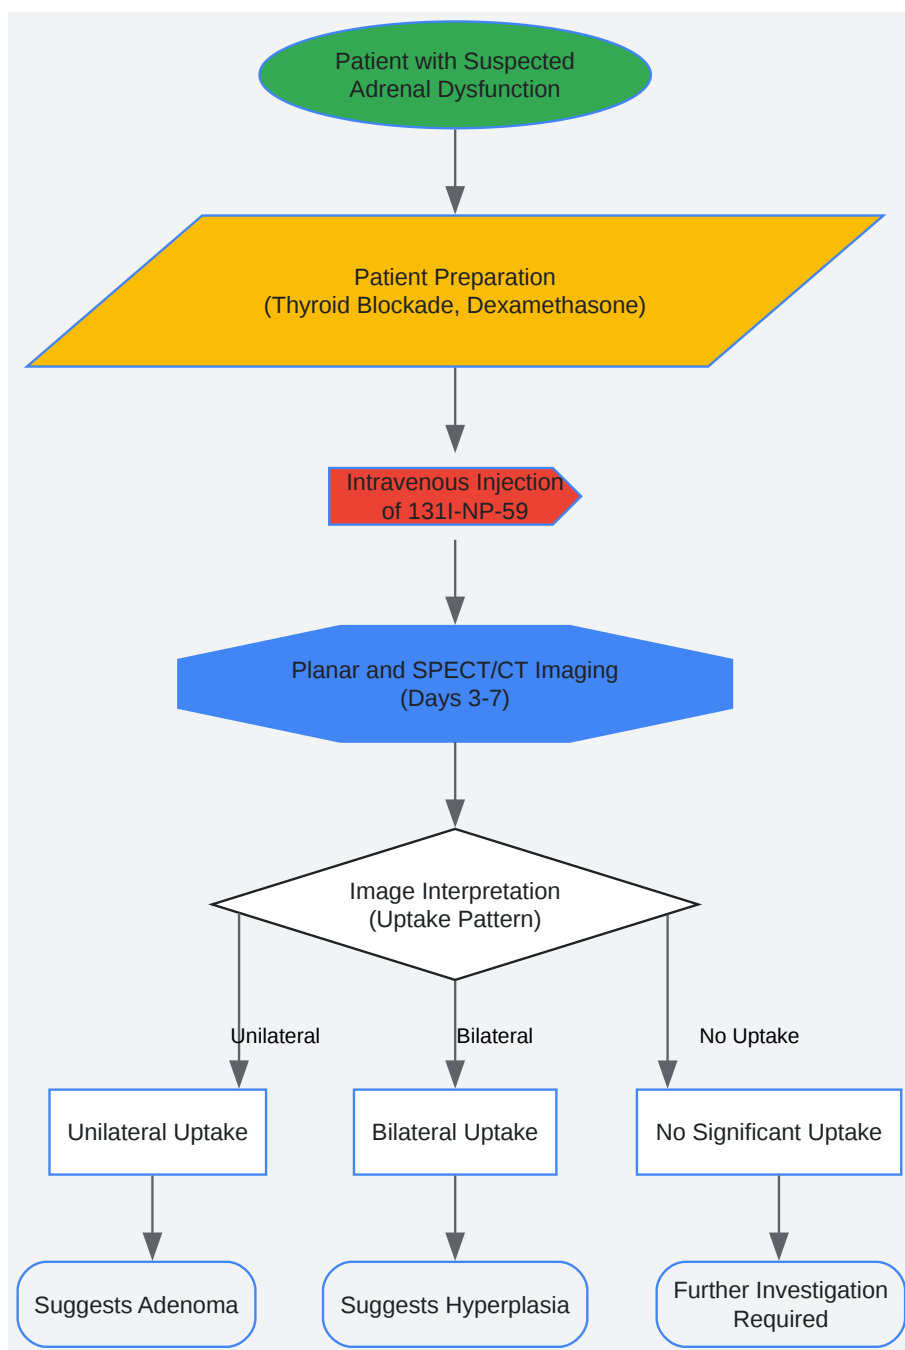 Patient with Suspected
Adrenal Dysfunction
Patient Preparation
(Thyroid Blockade, Dexamethasone)
Intravenous Injection
of 131I-NP-59
Planar and SPECT/CT Imaging
(Days 3-7)
Image Interpretation
(Uptake Pattern)
Unilateral
Bilateral
No Uptake
Unilateral Uptake
Bilateral Uptake
No Significant Uptake
Suggests Adenoma
Suggests Hyperplasia
Further Investigation
Required